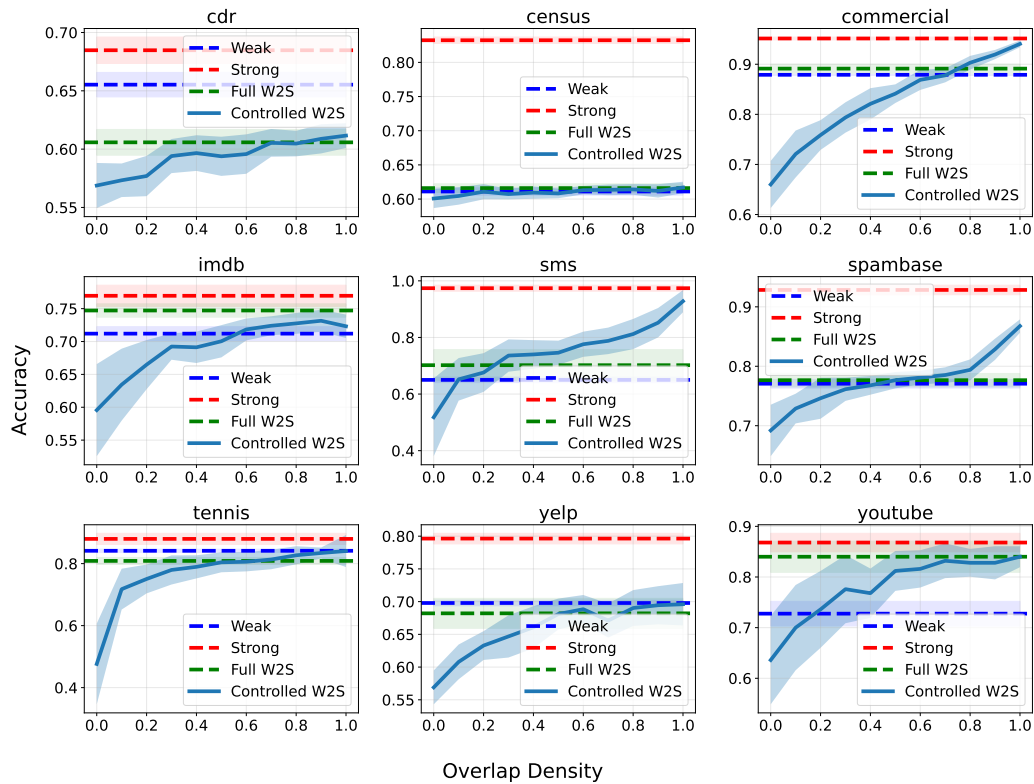 cdr
0.70
0.65
0.60
0.55
0.0 0.2 0.4 0.6 0.8 1.0
Weak
Strong
Full W2S
Controlled W2S
census
0.80
0.75
0.70
0.65
0.60
0.0 0.2 0.4 0.6 0.8 1.0
Weak
Strong
Full W2S
Controlled W2S
commercial
0.9
0.8
0.7
0.6
0.0 0.2 0.4 0.6 0.8 1.0
Weak
Strong
Full W2S
Controlled W2S
Accuracy
imdb
0.75
0.70
0.65
0.60
0.55
0.0 0.2 0.4 0.6 0.8 1.0
Weak
Strong
Full W2S
Controlled W2S
sms
1.0
0.8
0.6
0.4
0.0 0.2 0.4 0.6 0.8 1.0
Weak
Strong
Full W2S
Controlled W2S
spambase
0.9
0.8
0.7
0.0 0.2 0.4 0.6 0.8 1.0
Weak
Strong
Full W2S
Controlled W2S
tennis
0.8
0.6
0.4
0.0 0.2 0.4 0.6 0.8 1.0
Weak
Strong
Full W2S
Controlled W2S
yelp
0.80
0.75
0.70
0.65
0.60
0.55
0.0 0.2 0.4 0.6 0.8 1.0
Weak
Strong
Full W2S
Controlled W2S
youtube
0.9
0.8
0.7
0.6
0.0 0.2 0.4 0.6 0.8 1.0
Weak
Strong
Full W2S
Controlled W2S
Overlap Density